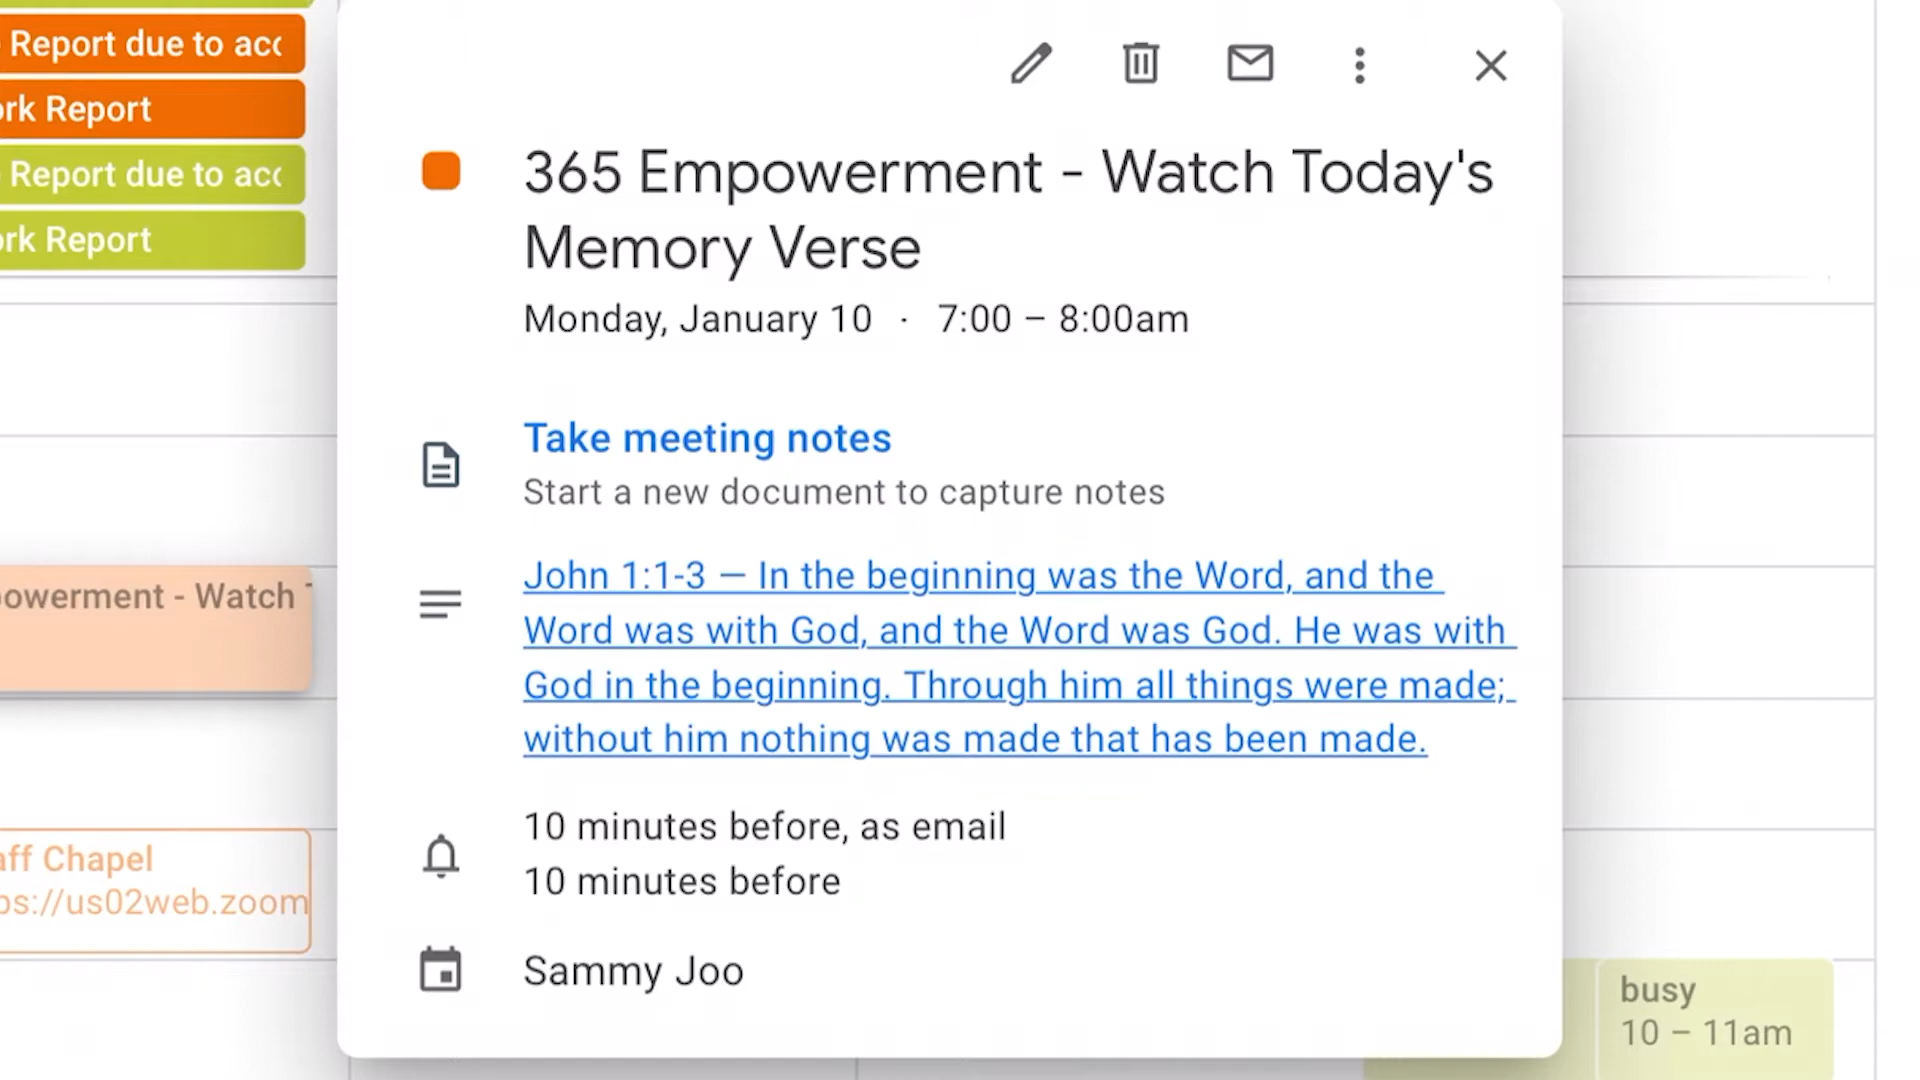 Report due to acc
rk Report
Report due to acc
rk Report
365 Empowerment - Watch Today's
Memory Verse
Monday, January 10 · 7:00 – 8:00am
Take meeting notes
Start a new document to capture notes
John 1:1-3 — In the beginning was the Word, and the
Word was with God, and the Word was God. He was with
God in the beginning. Through him all things were made;
without him nothing was made that has been made.
owerment - Watch
10 minutes before, as email
10 minutes before
aff Chapel
ps://us02web.zoom
Sammy Joo
busy
10 – 11am